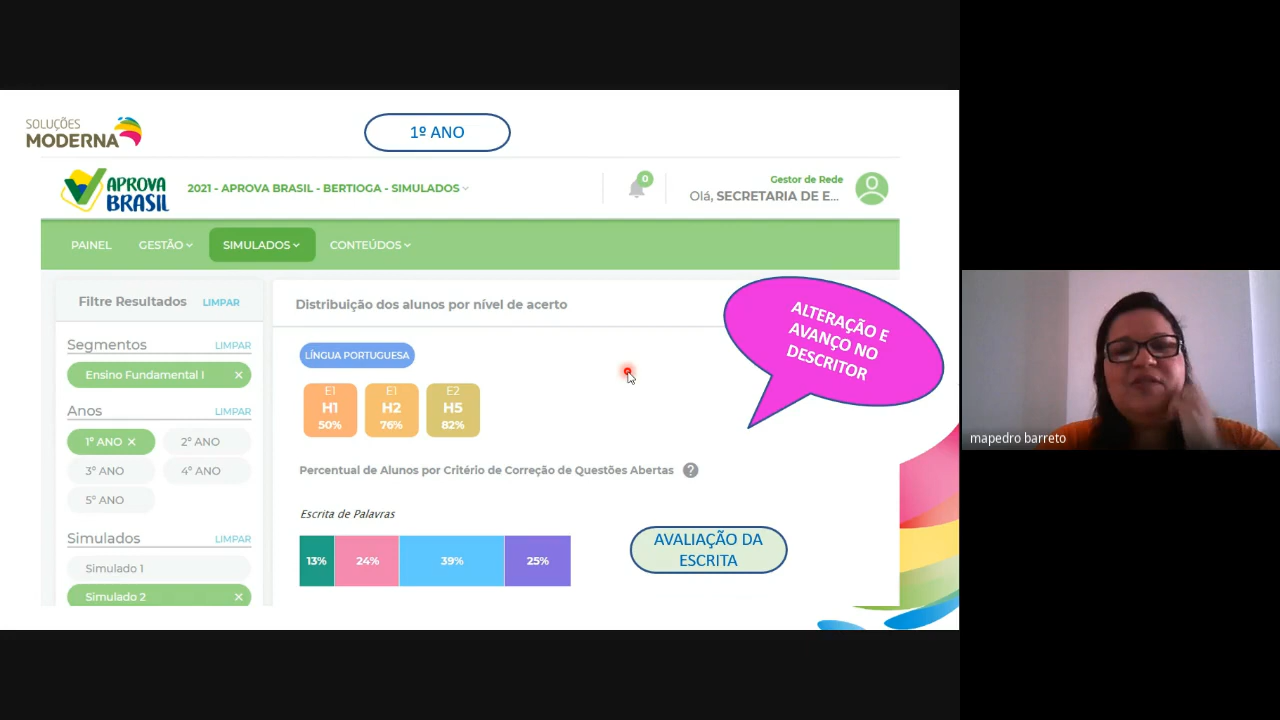 SOLUÇÕES
MODERNA
1º ANO
APROVA
BRASIL
2021 - APROVA BRASIL - BERTIOGA - SIMULADOS
0
Gestor de Rede
Olá, SECRETARIA DE E...
PAINEL GESTÃO SIMULADOS CONTEÚDOS
Filtre Resultados LIMPAR
Segmentos LIMPAR
Ensino Fundamental I ×
Anos LIMPAR
1º ANO × 2º ANO
3º ANO 4º ANO
5º ANO
Simulados LIMPAR
Simulado 1
Simulado 2 ×
Distribuição dos alunos por nível de acerto
LÍNGUA PORTUGUESA
E1 E1 E2
H1 H2 H5
50% 76% 82%
Percentual de Alunos por Critério de Correção de Questões Abertas ?
Escrita de Palavras
13% 24% 39% 25%
ALTERAÇÃO E
AVANÇO NO
DESCRITOR
AVALIAÇÃO DA
ESCRITA
mapedro barreto